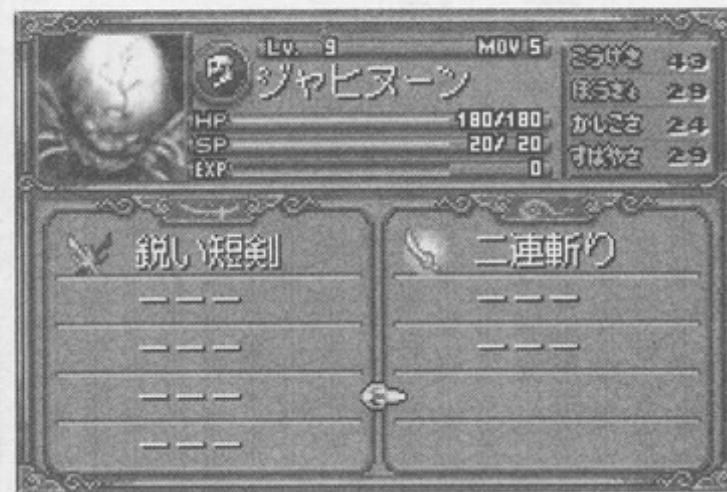 Lv. 9 MOV 5
ジャヒヌーン
HP 180/180
SP 20/ 20
EXP 0
こうげき 43
ぼうぎょ 29
かしこさ 24
すばやさ 29
鋭い短剣 二連斬り
ーーー ーーー
ーーー ーーー
ーーー
ーーー